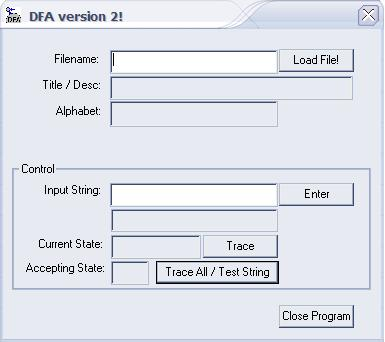 DFA DFA version 2!
Filename: Load File!
Title / Desc:
Alphabet:
Control
Input String: Enter
Current State: Trace
Accepting State: Trace All / Test String
Close Program